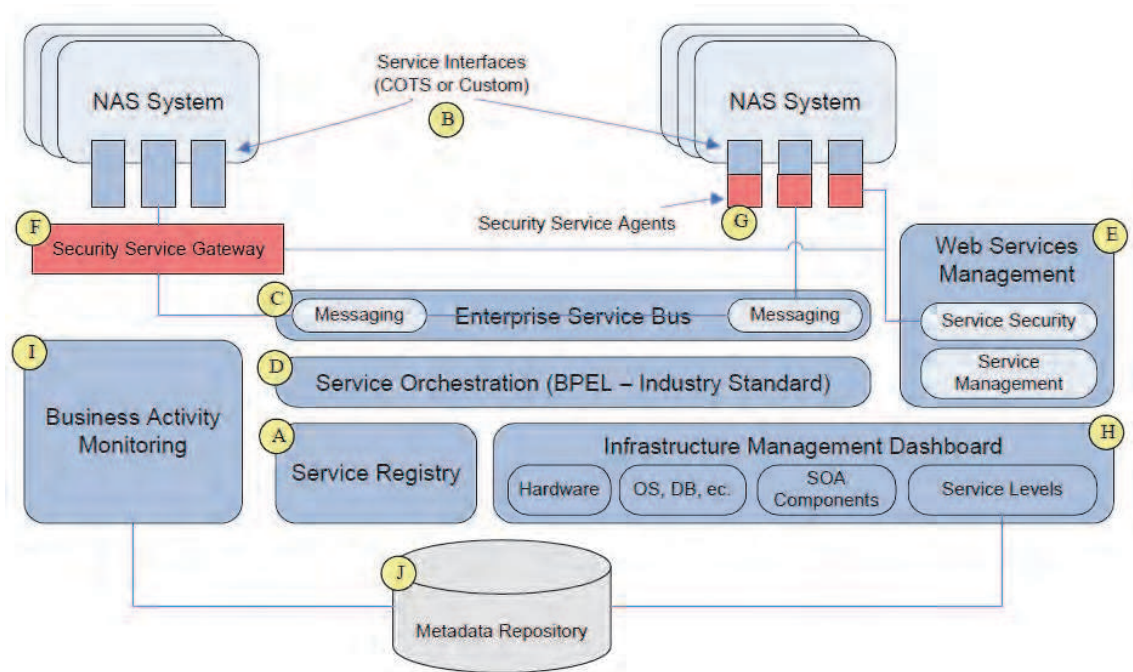 NAS System
Service Interfaces
(COTS or Custom)
B
NAS System
F
Security Service Gateway
Security Service Agents
G
E
Web Services
Management
Service Security
Service
Management
C
Messaging
Enterprise Service Bus
Messaging
D
Service Orchestration (BPEL – Industry Standard)
I
Business Activity
Monitoring
A
Service Registry
H
Infrastructure Management Dashboard
Hardware
OS, DB, ec.
SOA
Components
Service Levels
J
Metadata Repository